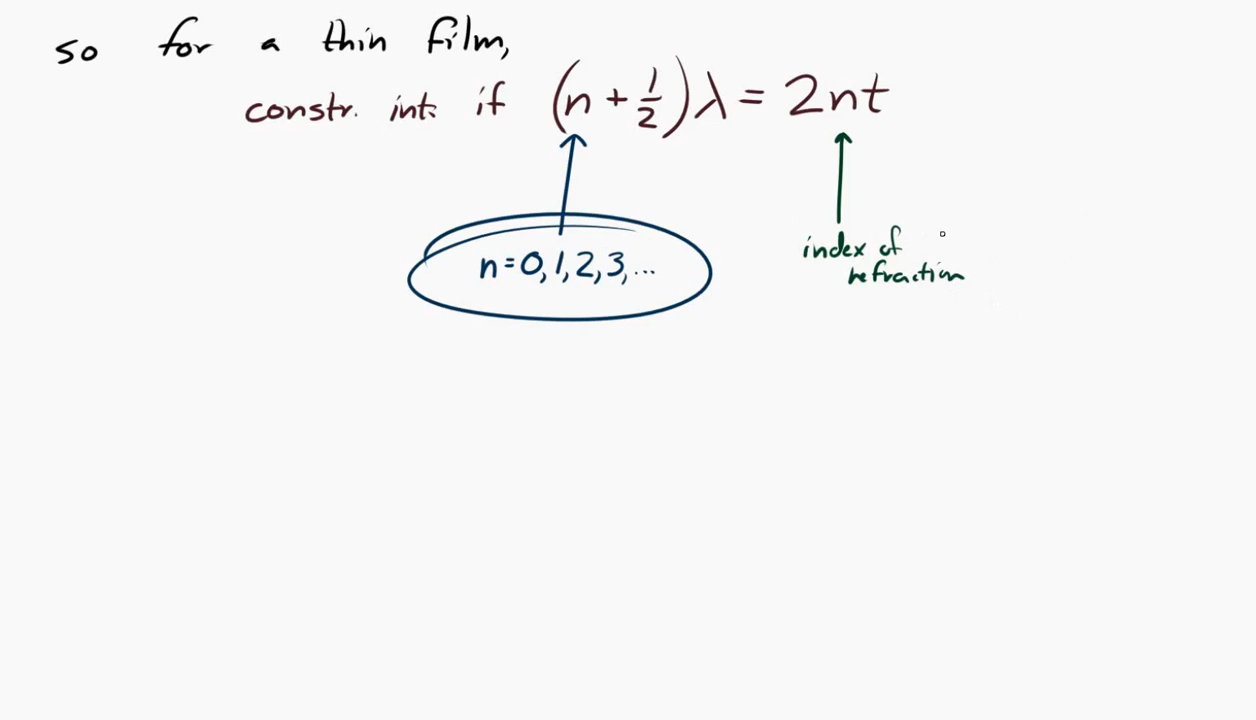 so for a thin film,
constr. int. if (n + 1/2)λ = 2nt
n=0,1,2,3,...
index of
refraction